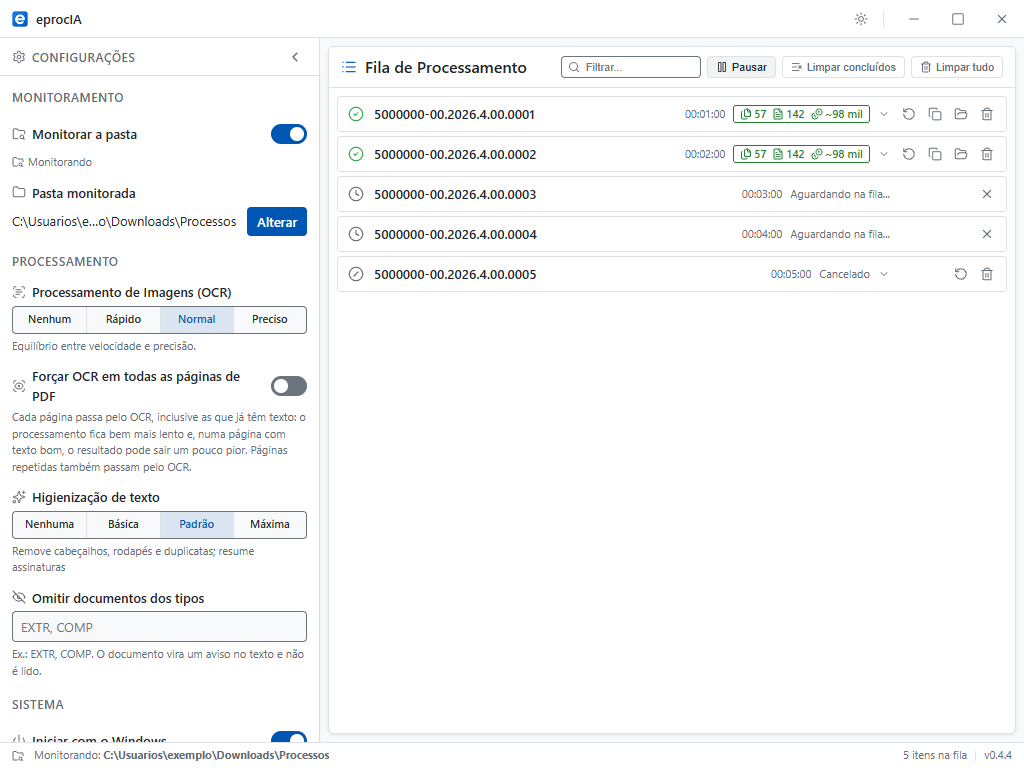 eprocIA
CONFIGURAÇÕES
MONITORAMENTO
Monitorar a pasta
Monitorando
Pasta monitorada
C:\Usuarios\e...o\Downloads\Processos
Alterar
PROCESSAMENTO
Processamento de Imagens (OCR)
Nenhum Rápido Normal Preciso
Equilíbrio entre velocidade e precisão.
Forçar OCR em todas as páginas de
PDF
Cada página passa pelo OCR, inclusive as que já têm texto: o
processamento fica bem mais lento e, numa página com
texto bom, o resultado pode sair um pouco pior. Páginas
repetidas também passam pelo OCR.
Higienização de texto
Nenhuma Básica Padrão Máxima
Remove cabeçalhos, rodapés e duplicatas; resume
assinaturas
Omitir documentos dos tipos
EXTR, COMP
Ex.: EXTR, COMP. O documento vira um aviso no texto e não
é lido.
SISTEMA
Iniciar com o Windows
Fila de Processamento
Filtrar...
Pausar
Limpar concluídos
Limpar tudo
5000000-00.2026.4.00.0001 00:01:00 57 142 ~98 mil
5000000-00.2026.4.00.0002 00:02:00 57 142 ~98 mil
5000000-00.2026.4.00.0003 00:03:00 Aguardando na fila...
5000000-00.2026.4.00.0004 00:04:00 Aguardando na fila...
5000000-00.2026.4.00.0005 00:05:00 Cancelado
Monitorando: C:\Usuarios\exemplo\Downloads\Processos
5 itens na fila v0.4.4